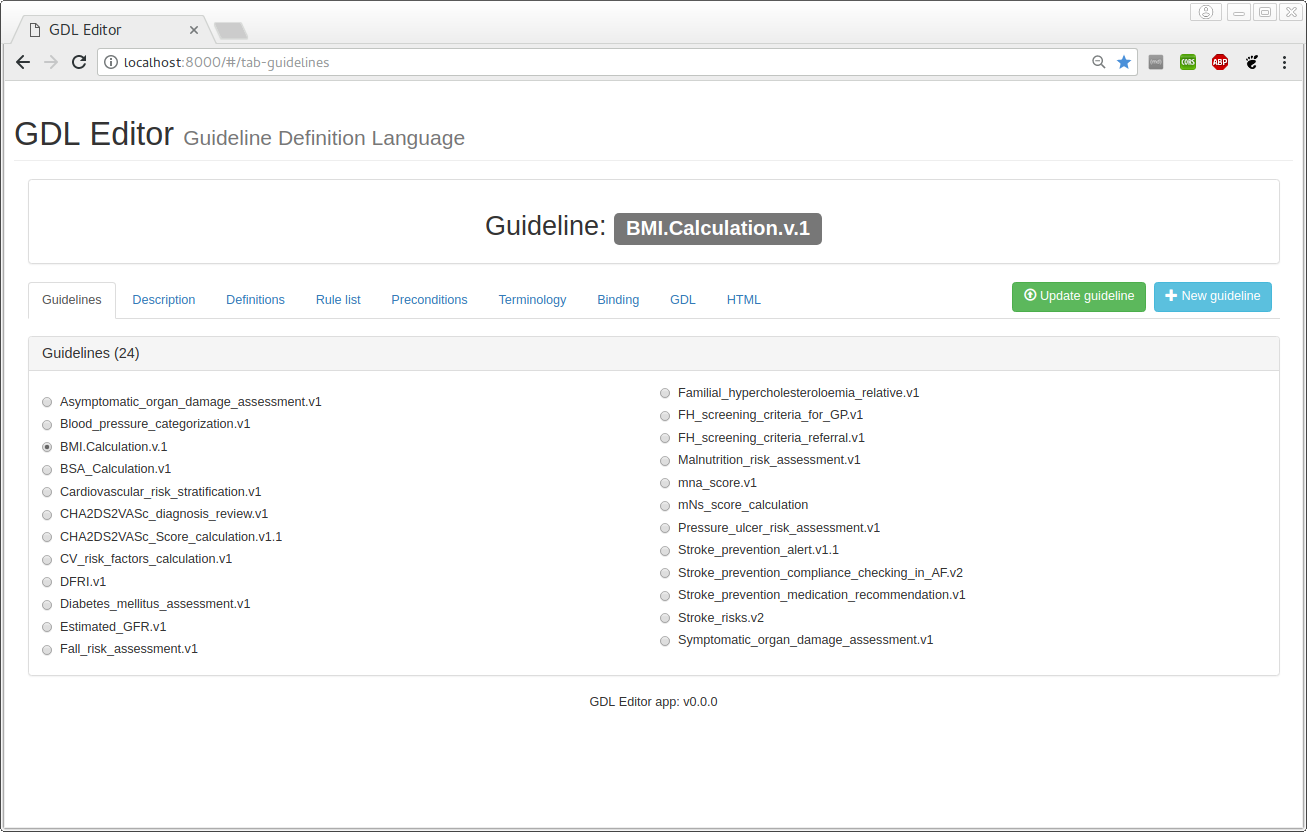 GDL Editor
localhost:8000/#/tab-guidelines
CORS
ABP
GDL Editor Guideline Definition Language
Guideline: BMI.Calculation.v.1
Guidelines Description Definitions Rule list Preconditions Terminology Binding GDL HTML Update guideline New guideline
Guidelines (24)
Asymptomatic_organ_damage_assessment.v1
Blood_pressure_categorization.v1
BMI.Calculation.v.1
BSA_Calculation.v1
Cardiovascular_risk_stratification.v1
CHA2DS2VASc_diagnosis_review.v1
CHA2DS2VASc_Score_calculation.v1.1
CV_risk_factors_calculation.v1
DFRI.v1
Diabetes_mellitus_assessment.v1
Estimated_GFR.v1
Fall_risk_assessment.v1
Familial_hypercholesteroloemia_relative.v1
FH_screening_criteria_for_GP.v1
FH_screening_criteria_referral.v1
Malnutrition_risk_assessment.v1
mna_score.v1
mNs_score_calculation
Pressure_ulcer_risk_assessment.v1
Stroke_prevention_alert.v1.1
Stroke_prevention_compliance_checking_in_AF.v2
Stroke_prevention_medication_recommendation.v1
Stroke_risks.v2
Symptomatic_organ_damage_assessment.v1
GDL Editor app: v0.0.0